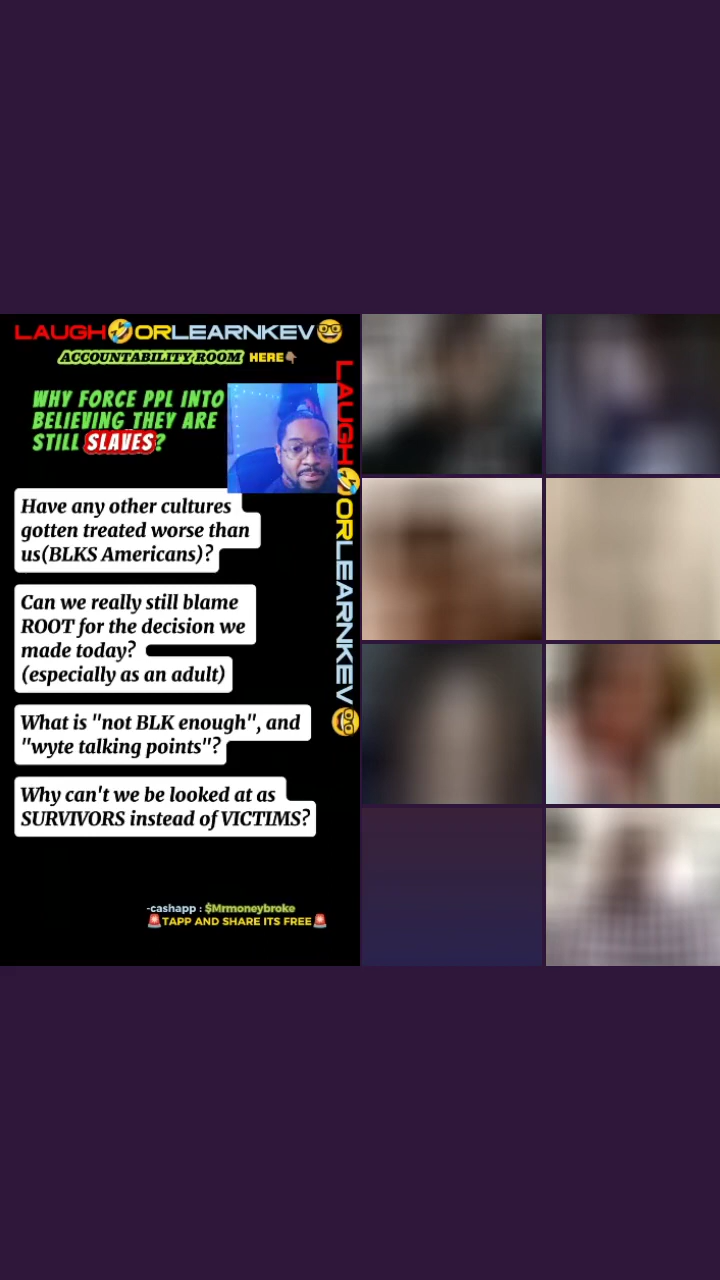 LAUGH🤣ORLEARNKEV🤓
ACCOUNTABILITY ROOM HERE👇🏽
WHY FORCE PPL INTO
BELIEVING THEY ARE
STILL SLAVES?
LAUGH🤣ORLEARNKEV🤓
Have any other cultures
gotten treated worse than
us(BLKS Americans)?
Can we really still blame
ROOT for the decision we
made today?
(especially as an adult)
What is "not BLK enough", and
"wyte talking points"?
Why can't we be looked at as
SURVIVORS instead of VICTIMS?
-cashapp : $Mrmoneybroke
🚨TAPP AND SHARE ITS FREE🚨